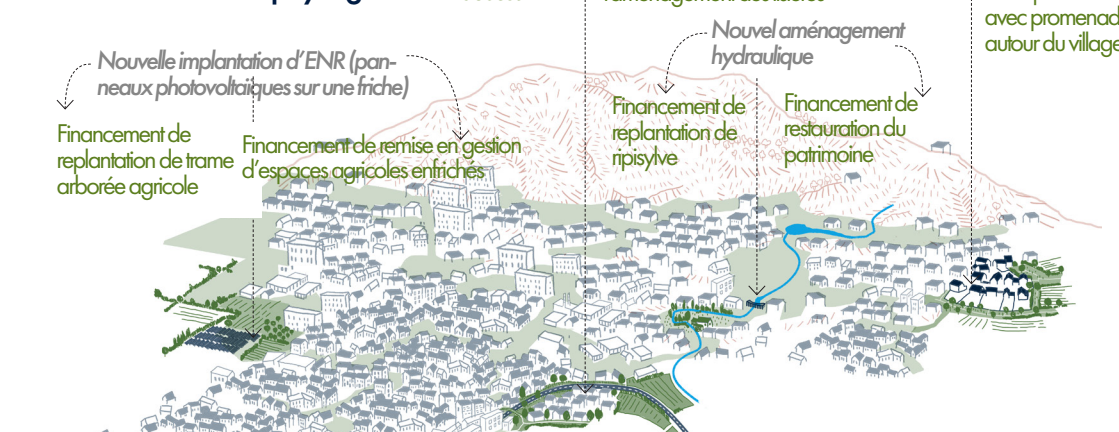 avec promenad
autour du village
Nouvelle implantation d'ENR (pan-
neaux photovoltaïques sur une friche)
Nouvel aménagement
hydraulique
Financement de
replantation de trame
arborée agricole
Financement de remise en gestion
d'espaces agricoles enfrichés
Financement de
replantation de
ripisylve
Financement de
restauration du
patrimoine